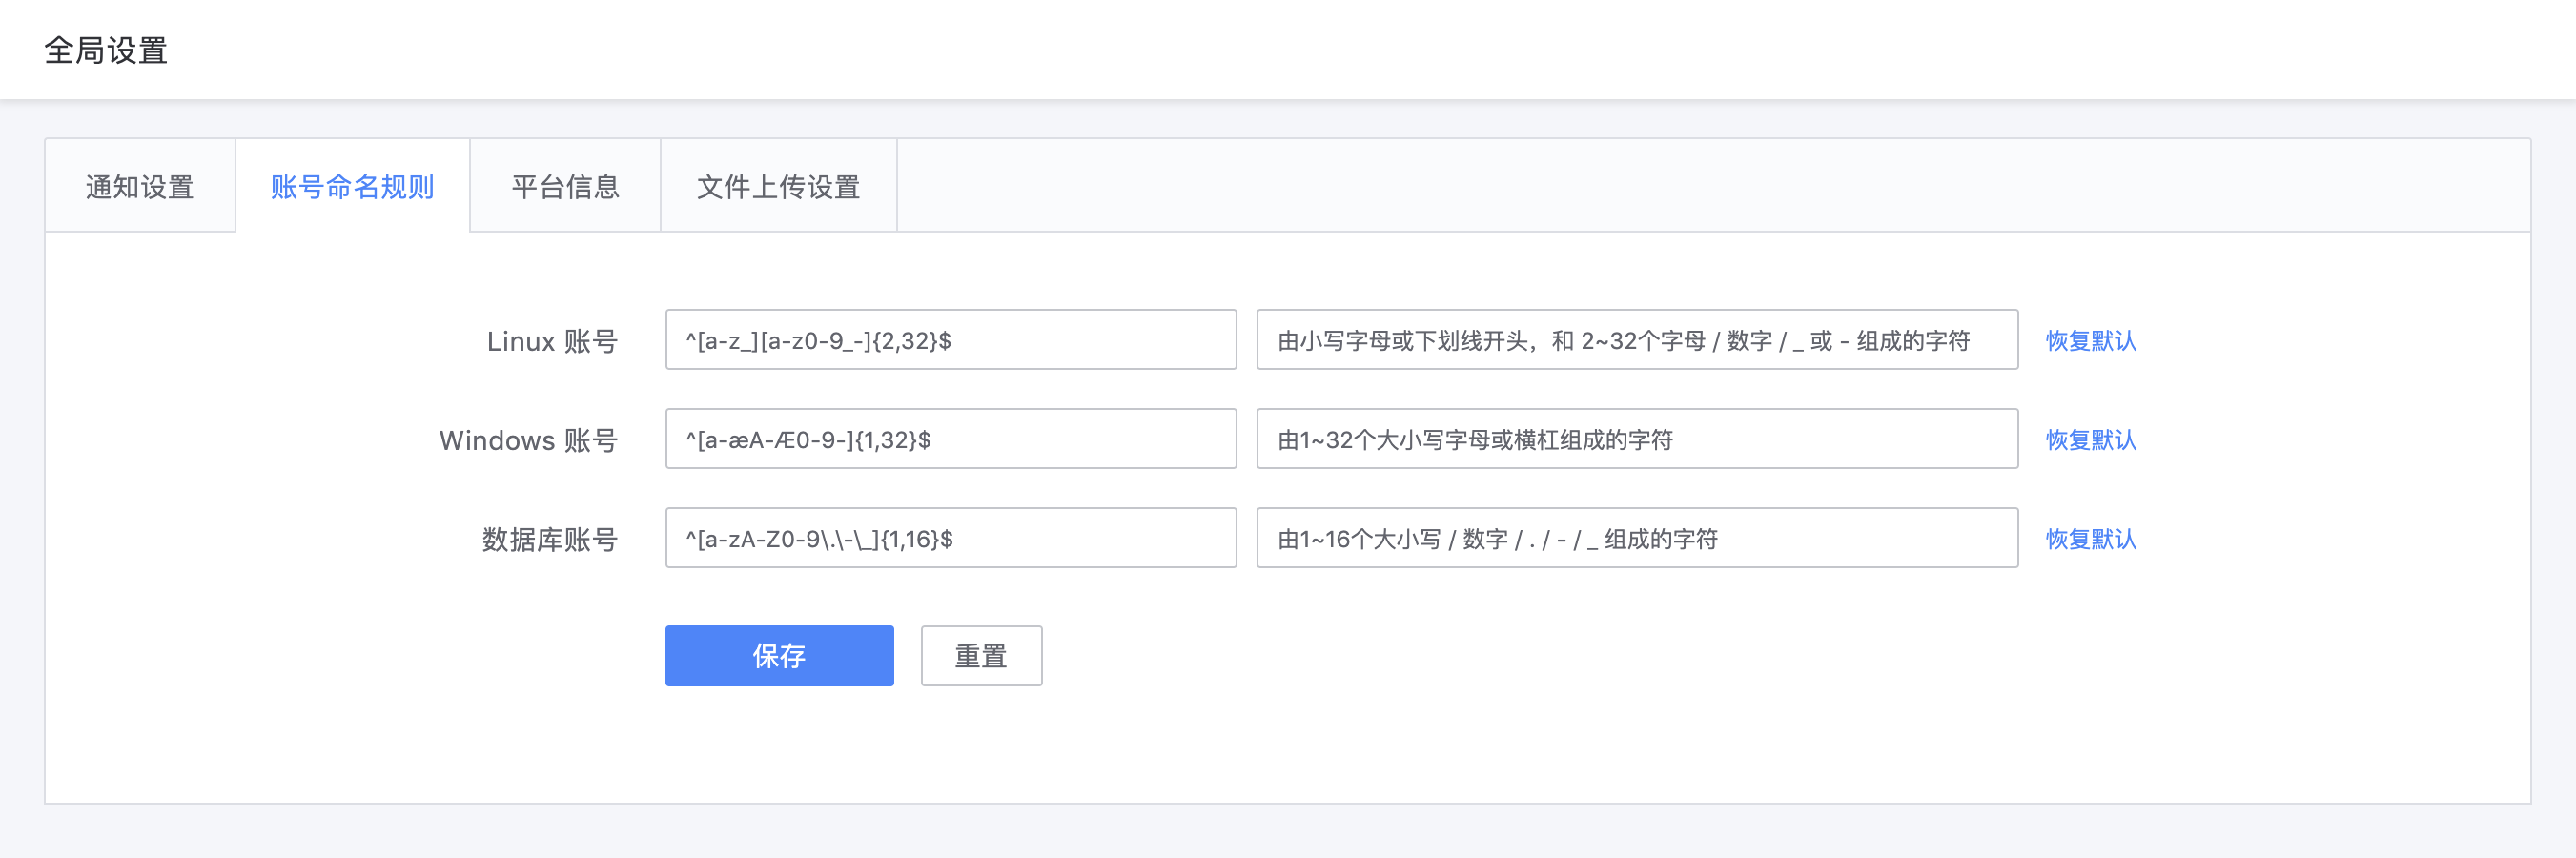 全局设置
通知设置 账号命名规则 平台信息 文件上传设置
Linux 账号 ^[a-z_][a-z0-9_-]{2,32}$ 由小写字母或下划线开头，和 2~32个字母 / 数字 / _ 或 - 组成的字符 恢复默认
Windows 账号 ^[a-æA-Æ0-9-]{1,32}$ 由1~32个大小写字母或横杠组成的字符 恢复默认
数据库账号 ^[a-zA-Z0-9\.\-\_]{1,16}$ 由1~16个大小写 / 数字 / . / - / _ 组成的字符 恢复默认
保存 重置